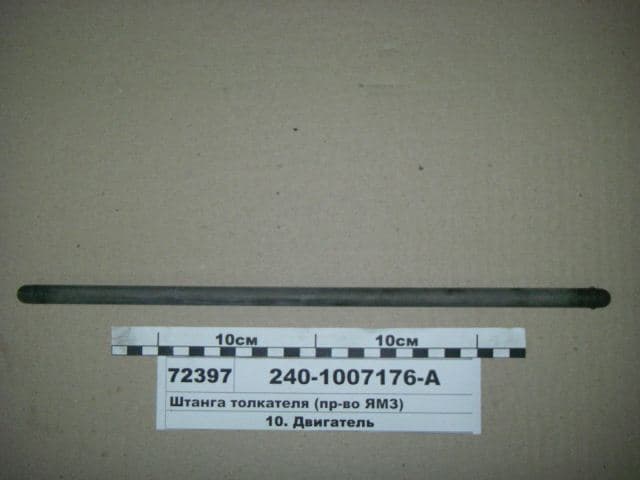 10см 10см
72397 240-1007176-А
Штанга толкателя (пр-во ЯМЗ)
10. Двигатель